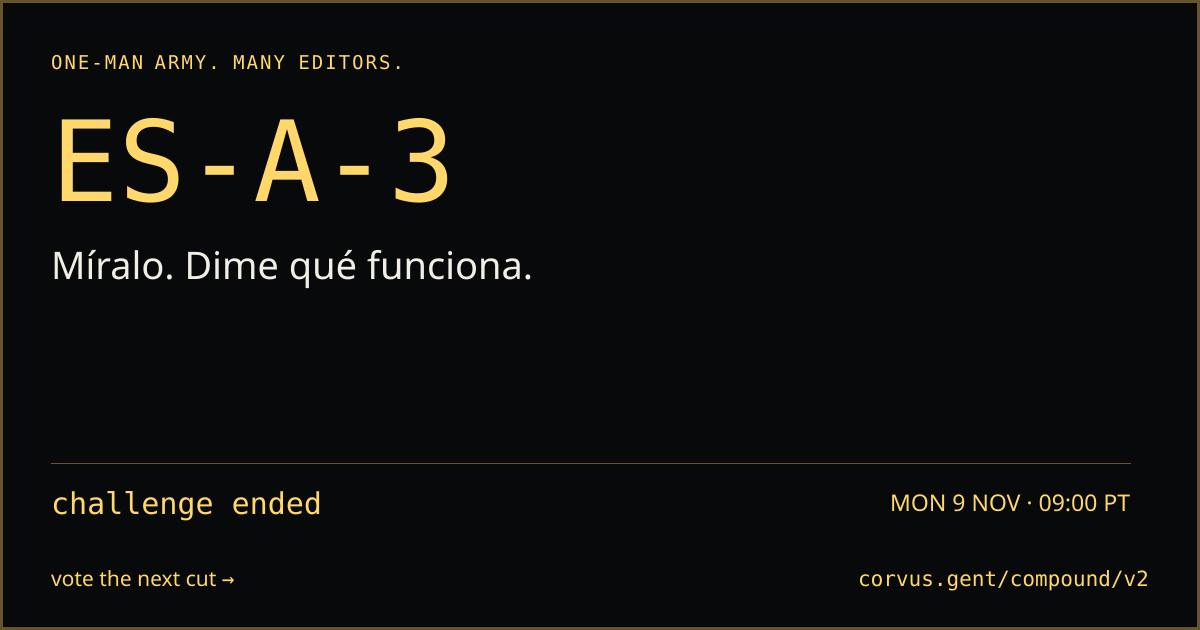 ONE-MAN ARMY. MANY EDITORS.
ES-A-3
Míralo. Dime qué funciona.
challenge ended
MON 9 NOV · 09:00 PT
vote the next cut →
corvus.gent/compound/v2